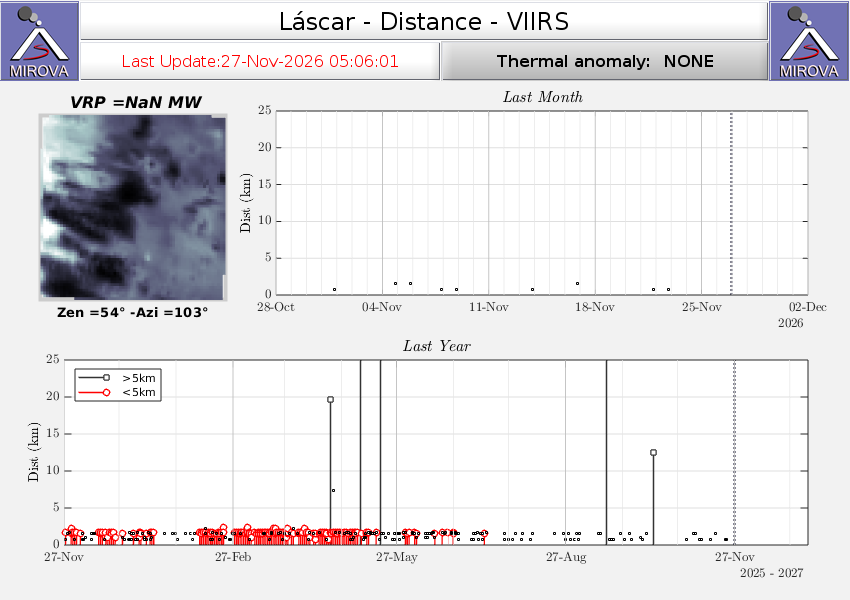 Láscar - Distance - VIIRS
Last Update:27-Nov-2026 05:06:01
Thermal anomaly: NONE
MIROVA
MIROVA
VRP =NaN MW
Zen =54° -Azi =103°
Last Month
Dist (km)
25
20
15
10
5
0
28-Oct 04-Nov 11-Nov 18-Nov 25-Nov 02-Dec
2026
Last Year
Dist (km)
25
20
15
10
5
0
>5km
<5km
27-Nov 27-Feb 27-May 27-Aug 27-Nov
2025 - 2027